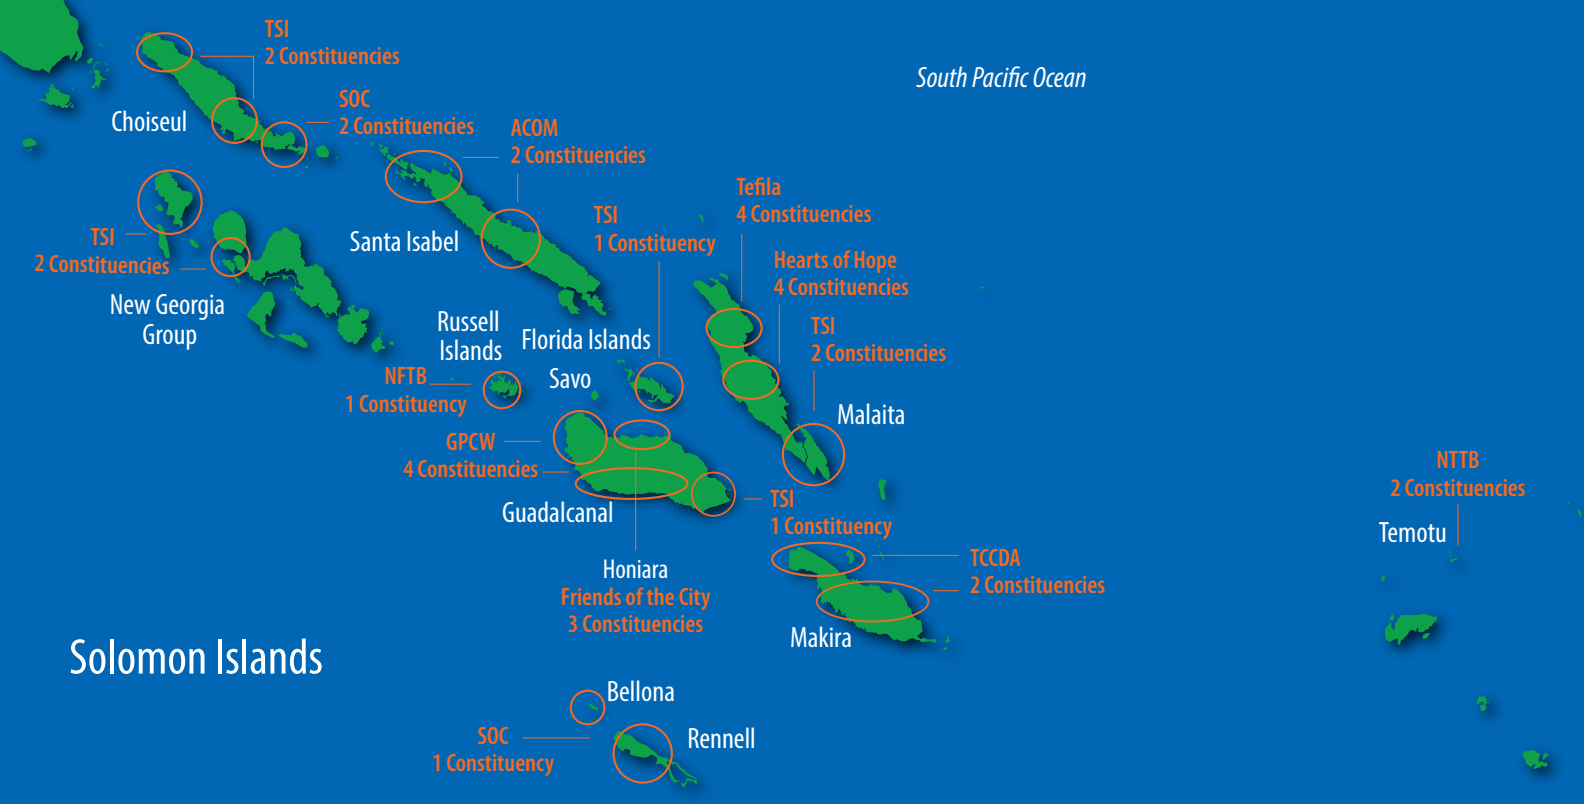 TSI
2 Constituencies
South Pacific Ocean
SOC
2 Constituencies
Choiseul
ACOM
2 Constituencies
Tefila
4 Constituencies
TSI
1 Constituency
Santa Isabel
TSI
2 Constituencies
Hearts of Hope
4 Constituencies
New Georgia
Group
Russell
Islands
Florida Islands
TSI
2 Constituencies
NFTB
1 Constituency
Savo
Malaita
GPCW
4 Constituencies
NTTB
2 Constituencies
Guadalcanal
TSI
1 Constituency
Temotu
Honiara
Friends of the City
3 Constituencies
TCCDA
2 Constituencies
Makira
Solomon Islands
Bellona
SOC
1 Constituency
Rennell